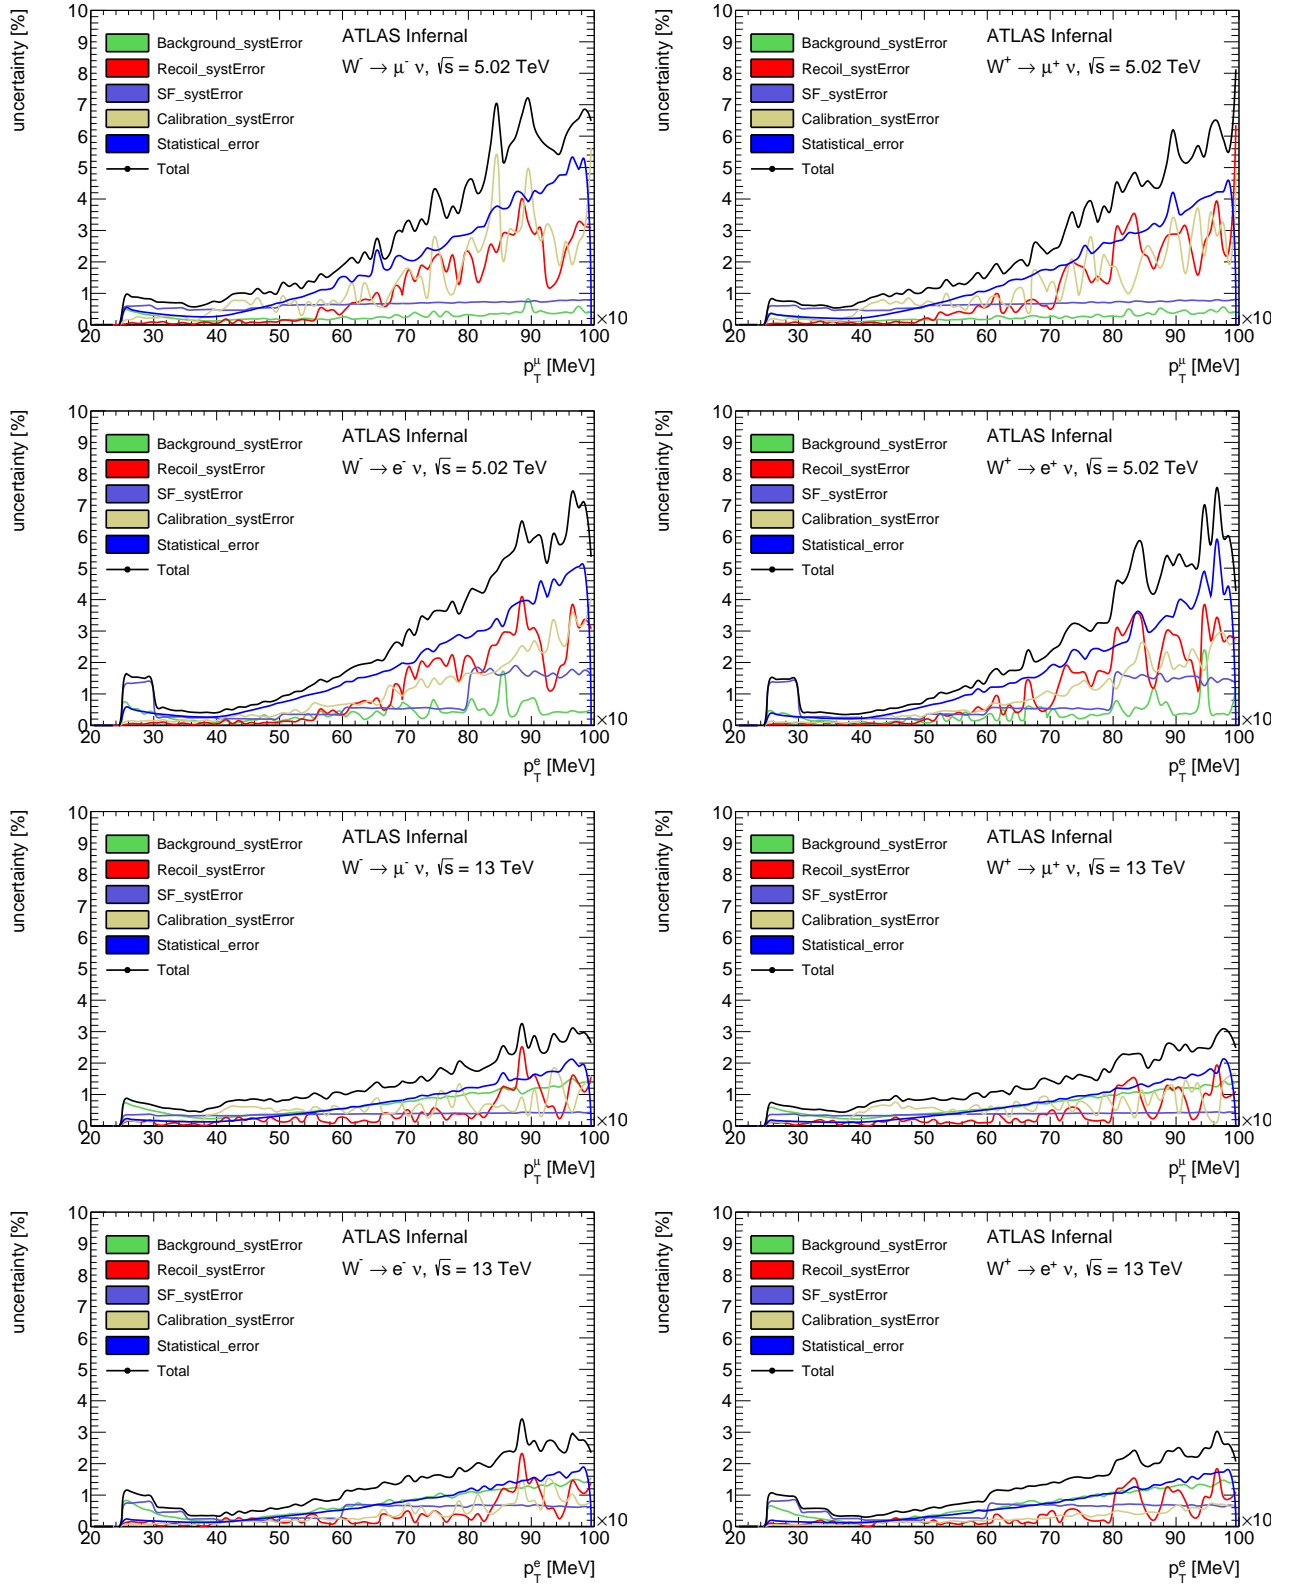 uncertainty [%]
10
9
8
7
6
5
4
3
2
1
0
Background_systError
Recoil_systError
SF_systError
Calibration_systError
Statistical_error
Total
ATLAS Infernal
W⁻ → μ⁻ ν, √s = 5.02 TeV
20 30 40 50 60 70 80 90 100
×10
p_T^μ [MeV]
uncertainty [%]
10
9
8
7
6
5
4
3
2
1
0
Background_systError
Recoil_systError
SF_systError
Calibration_systError
Statistical_error
Total
ATLAS Infernal
W⁺ → μ⁺ ν, √s = 5.02 TeV
20 30 40 50 60 70 80 90 100
×10
p_T^μ [MeV]
uncertainty [%]
10
9
8
7
6
5
4
3
2
1
0
Background_systError
Recoil_systError
SF_systError
Calibration_systError
Statistical_error
Total
ATLAS Infernal
W⁻ → e⁻ ν, √s = 5.02 TeV
20 30 40 50 60 70 80 90 100
×10
p_T^e [MeV]
uncertainty [%]
10
9
8
7
6
5
4
3
2
1
0
Background_systError
Recoil_systError
SF_systError
Calibration_systError
Statistical_error
Total
ATLAS Infernal
W⁺ → e⁺ ν, √s = 5.02 TeV
20 30 40 50 60 70 80 90 100
×10
p_T^e [MeV]
uncertainty [%]
10
9
8
7
6
5
4
3
2
1
0
Background_systError
Recoil_systError
SF_systError
Calibration_systError
Statistical_error
Total
ATLAS Infernal
W⁻ → μ⁻ ν, √s = 13 TeV
20 30 40 50 60 70 80 90 100
×10
p_T^μ [MeV]
uncertainty [%]
10
9
8
7
6
5
4
3
2
1
0
Background_systError
Recoil_systError
SF_systError
Calibration_systError
Statistical_error
Total
ATLAS Infernal
W⁺ → μ⁺ ν, √s = 13 TeV
20 30 40 50 60 70 80 90 100
×10
p_T^μ [MeV]
uncertainty [%]
10
9
8
7
6
5
4
3
2
1
0
Background_systError
Recoil_systError
SF_systError
Calibration_systError
Statistical_error
Total
ATLAS Infernal
W⁻ → e⁻ ν, √s = 13 TeV
20 30 40 50 60 70 80 90 100
×10
p_T^e [MeV]
uncertainty [%]
10
9
8
7
6
5
4
3
2
1
0
Background_systError
Recoil_systError
SF_systError
Calibration_systError
Statistical_error
Total
ATLAS Infernal
W⁺ → e⁺ ν, √s = 13 TeV
20 30 40 50 60 70 80 90 100
×10
p_T^e [MeV]